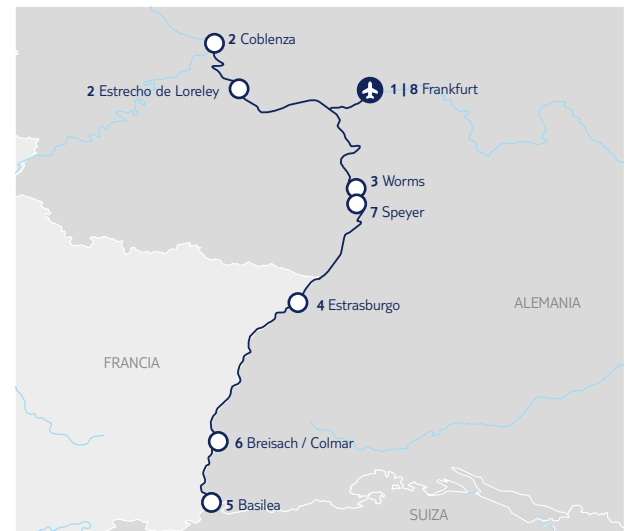 2 Coblenza
2 Estrecho de Loreley
1 | 8 Frankfurt
3 Worms
7 Speyer
4 Estrasburgo
ALEMANIA
FRANCIA
6 Breisach / Colmar
5 Basilea
SUIZA